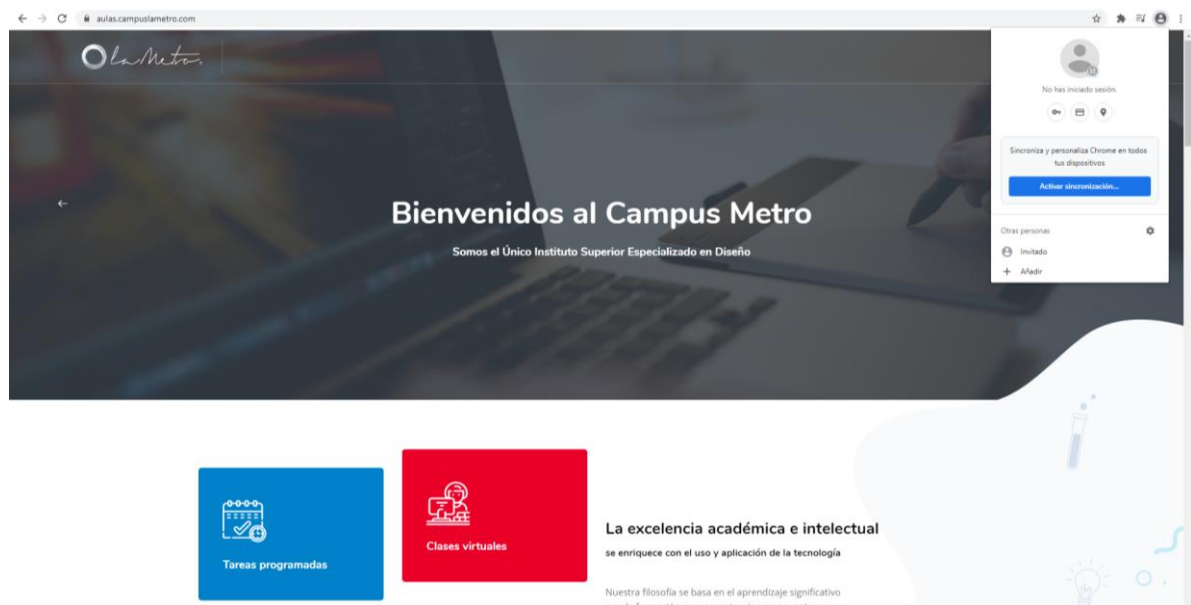 aulas.campuslametro.com
La Metro.
No has iniciado sesión.
Sincroniza y personaliza Chrome en todos
tus dispositivos
Activar sincronización...
Otras personas
Invitado
Añadir
Bienvenidos al Campus Metro
Somos el Único Instituto Superior Especializado en Diseño
Tareas programadas
Clases virtuales
La excelencia académica e intelectual
se enriquece con el uso y aplicación de la tecnología
Nuestra filosofía se basa en el aprendizaje significativo